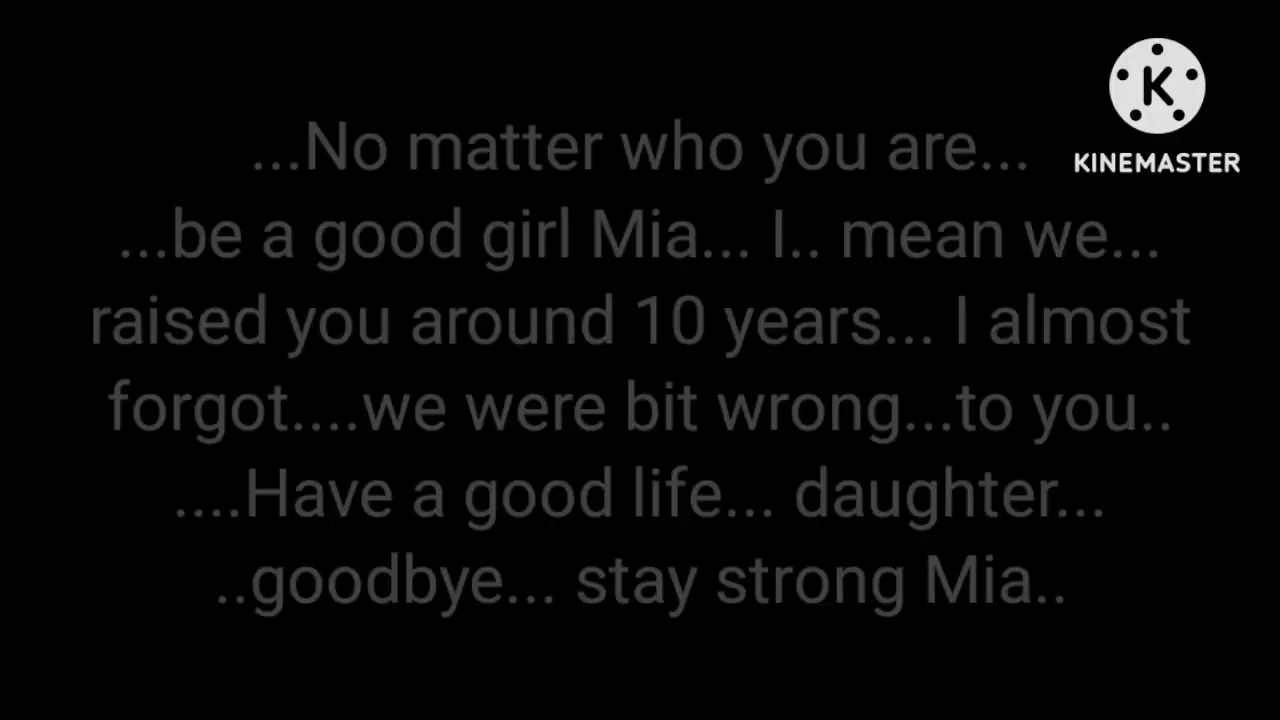 K
KINEMASTER
...No matter who you are...
...be a good girl Mia... I.. mean we...
raised you around 10 years... I almost
forgot....we were bit wrong...to you..
....Have a good life... daughter...
..goodbye... stay strong Mia..